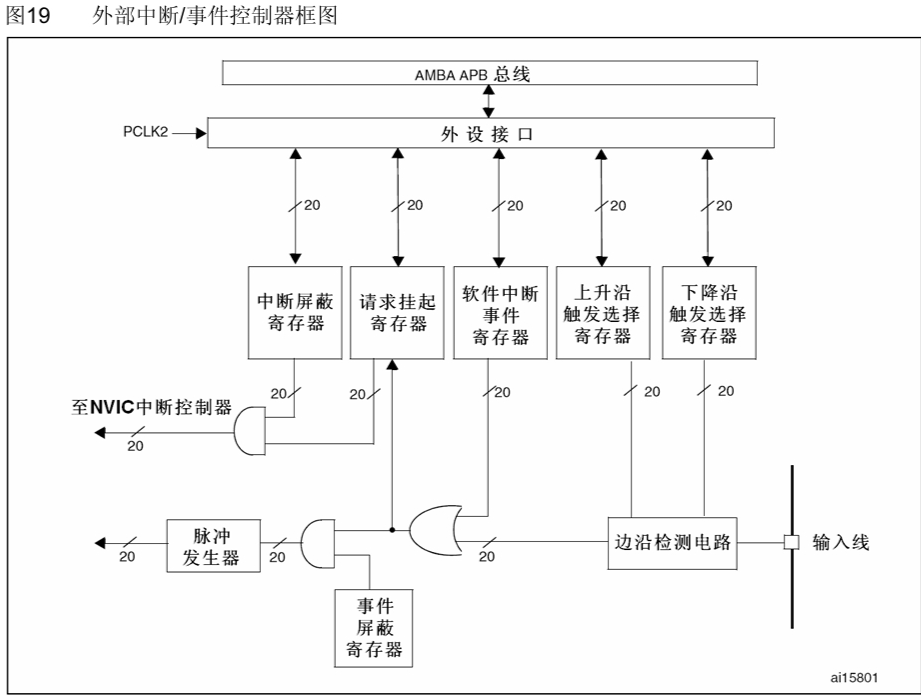 图19 外部中断/事件控制器框图
AMBA APB 总线
PCLK2
外 设 接 口
20 20 20 20 20
中断屏蔽
寄存器
请求挂起
寄存器
软件中断
事件
寄存器
上升沿
触发选择
寄存器
下降沿
触发选择
寄存器
20 20 20 20 20
至NVIC中断控制器
20
脉冲
发生器
边沿检测电路
输入线
20 20 20
事件
屏蔽
寄存器
ai15801